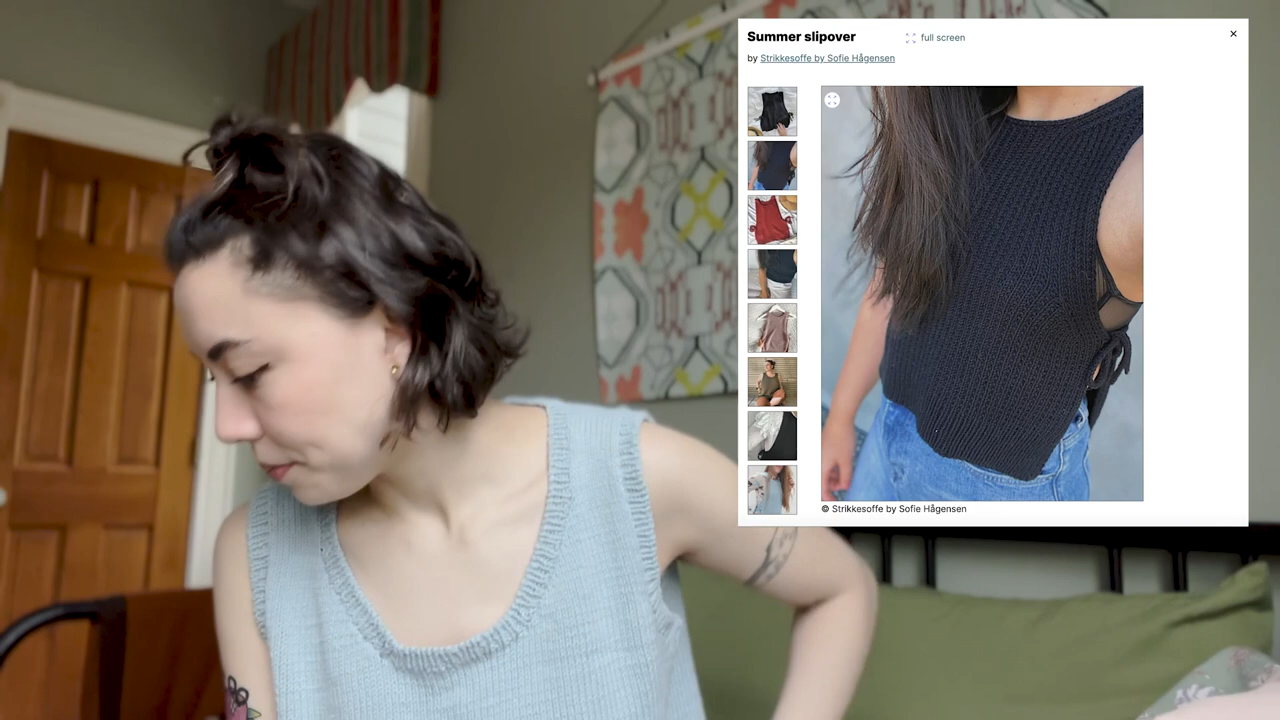 Summer slipover
full screen
by Strikkesoffe by Sofie Hågensen
© Strikkesoffe by Sofie Hågensen